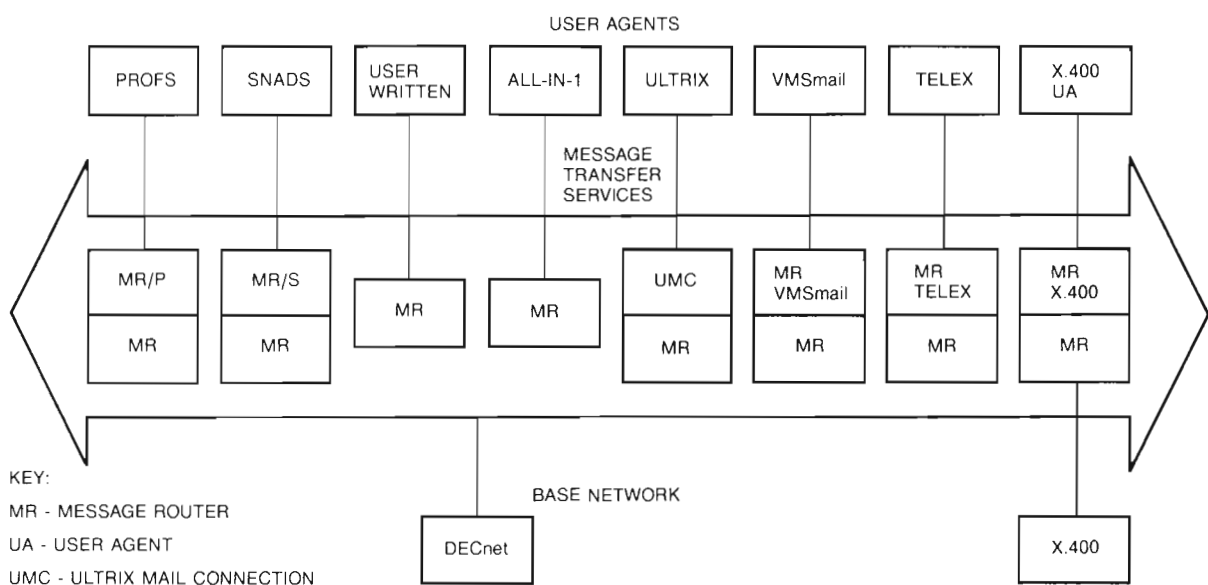 USER AGENTS
PROFS
SNADS
USER
WRITTEN
ALL-IN-1
ULTRIX
VMSmail
TELEX
X.400
UA
MESSAGE
TRANSFER
SERVICES
MR/P
MR
MR/S
MR
MR
MR
UMC
MR
MR
VMSmail
MR
MR
TELEX
MR
MR
X.400
MR
KEY:
MR - MESSAGE ROUTER
UA - USER AGENT
UMC - ULTRIX MAIL CONNECTION
BASE NETWORK
DECnet
X.400